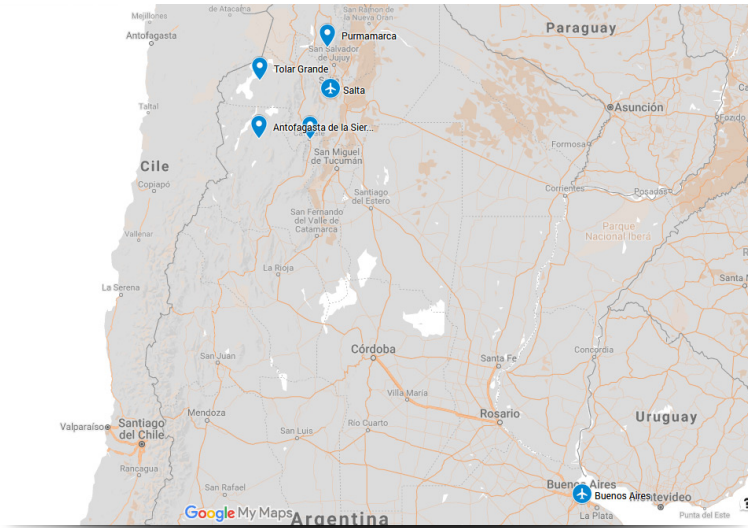 Mejillones
de Atacama
San Ramón de
la Nueva Orán
Antofagasta
Purmamarca
Paraguay
San Salvador
de Jujuy
Tolar Grande
Salta
Taltal
Asunción
Antofagasta de la Sier...
San Miguel
de Tucumán
Formosa
Cile
Copiapó
Santiago
del Estero
Corrientes
Posadas
San Fernando
del Valle de
Catamarca
Vallenar
Parque
Nacional Iberá
La Rioja
La Serena
Santa
Córdoba
San Juan
Santa Fe
Concordia
Villa Maria
Mendoza
Rosario
Uruguay
Valparaíso
Santiago
del Chile
San Luis
Rio Cuarto
Rancagua
San Rafael
Buenos Aires
Buenos Aires
Montevideo
Google My Maps
Argentina
La Plata
Punta del Este
?